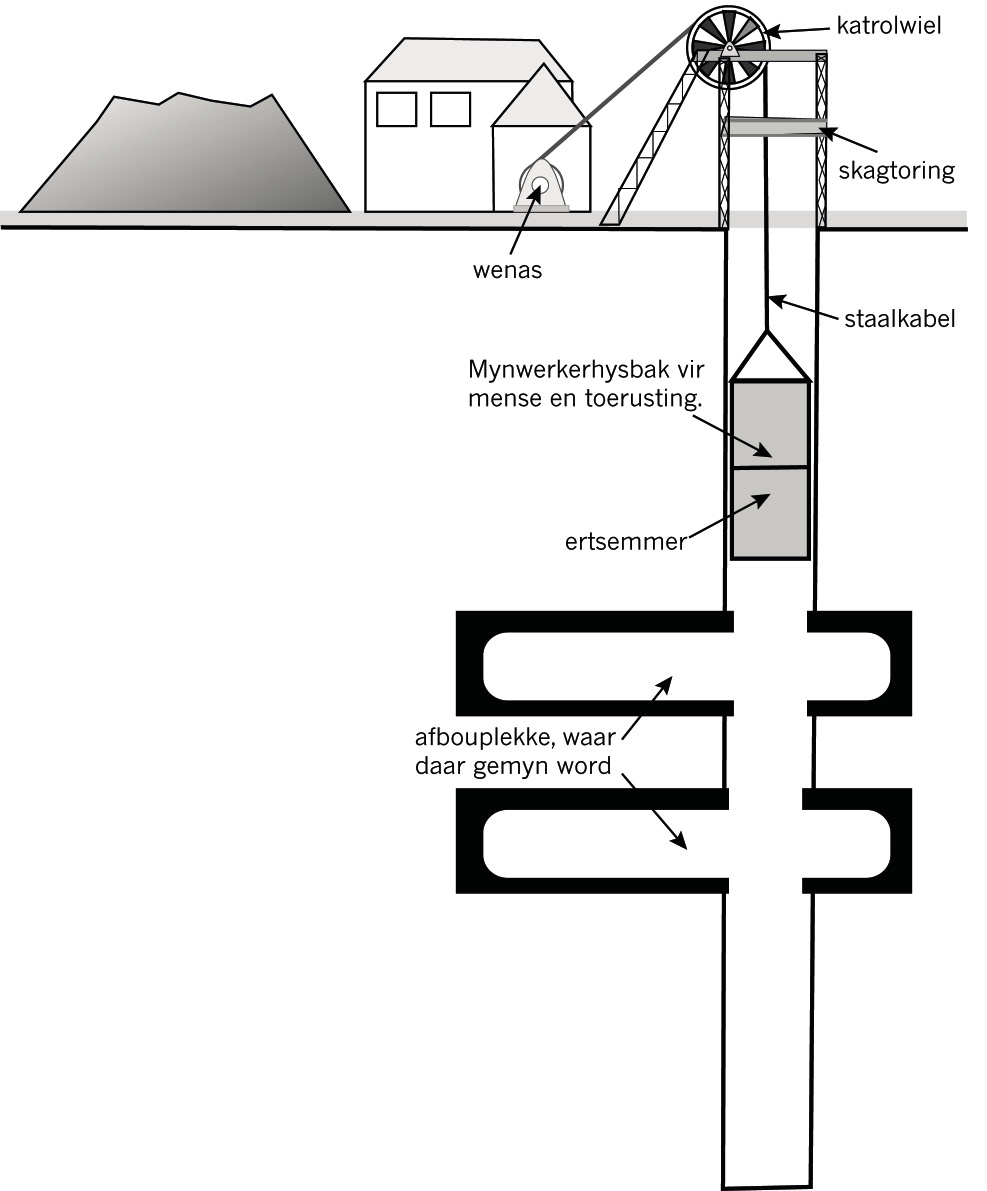 katrolwiel
skagtoring
wenas
staalkabel
Mynwerkerhysbak vir
mense en toerusting.
ertsemmer
afbouplekke, waar
daar gemyn word